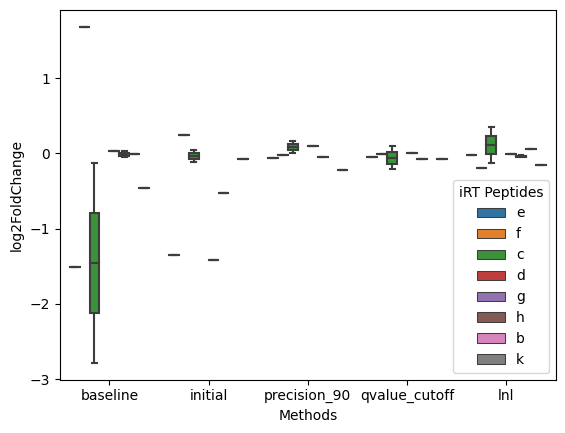 log2FoldChange
1
0
−1
−2
−3
baseline
initial
precision_90
qvalue_cutoff
lnl
Methods
iRT Peptides
e
f
c
d
g
h
b
k